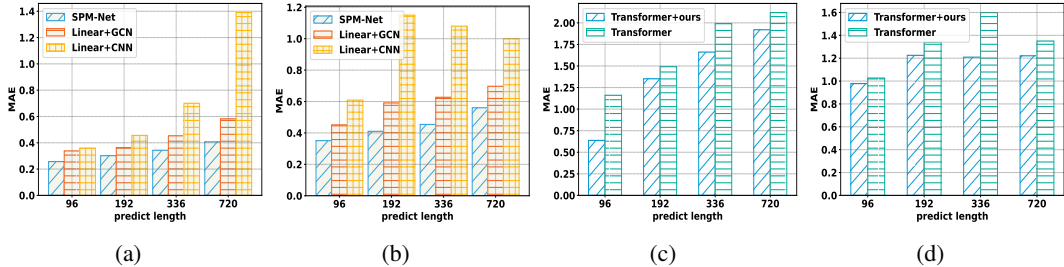 1.4
1.2
1.0
0.8
0.6
0.4
0.2
0.0
MAE
SPM-Net
Linear+GCN
Linear+CNN
96
192
336
720
predict length
(a)
1.2
1.0
0.8
0.6
0.4
0.2
0.0
MAE
SPM-Net
Linear+GCN
Linear+CNN
96
192
336
720
predict length
(b)
2.00
1.75
1.50
1.25
1.00
0.75
0.50
0.25
0.00
MAE
Transformer+ours
Transformer
96
192
336
720
predict length
(c)
1.6
1.4
1.2
1.0
0.8
0.6
0.4
0.2
0.0
MAE
Transformer+ours
Transformer
96
192
336
720
predict length
(d)